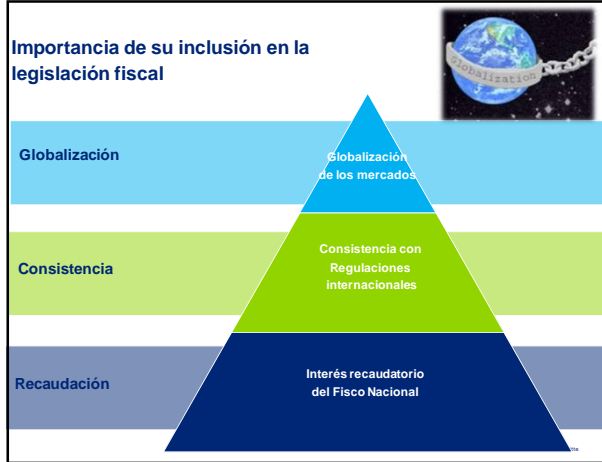 Importancia de su inclusión en la
legislación fiscal
Globalization
Globalización
Globalización
de los mercados
Consistencia
Consistencia con
Regulaciones
internacionales
Recaudación
Interés recaudatorio
del Fisco Nacional